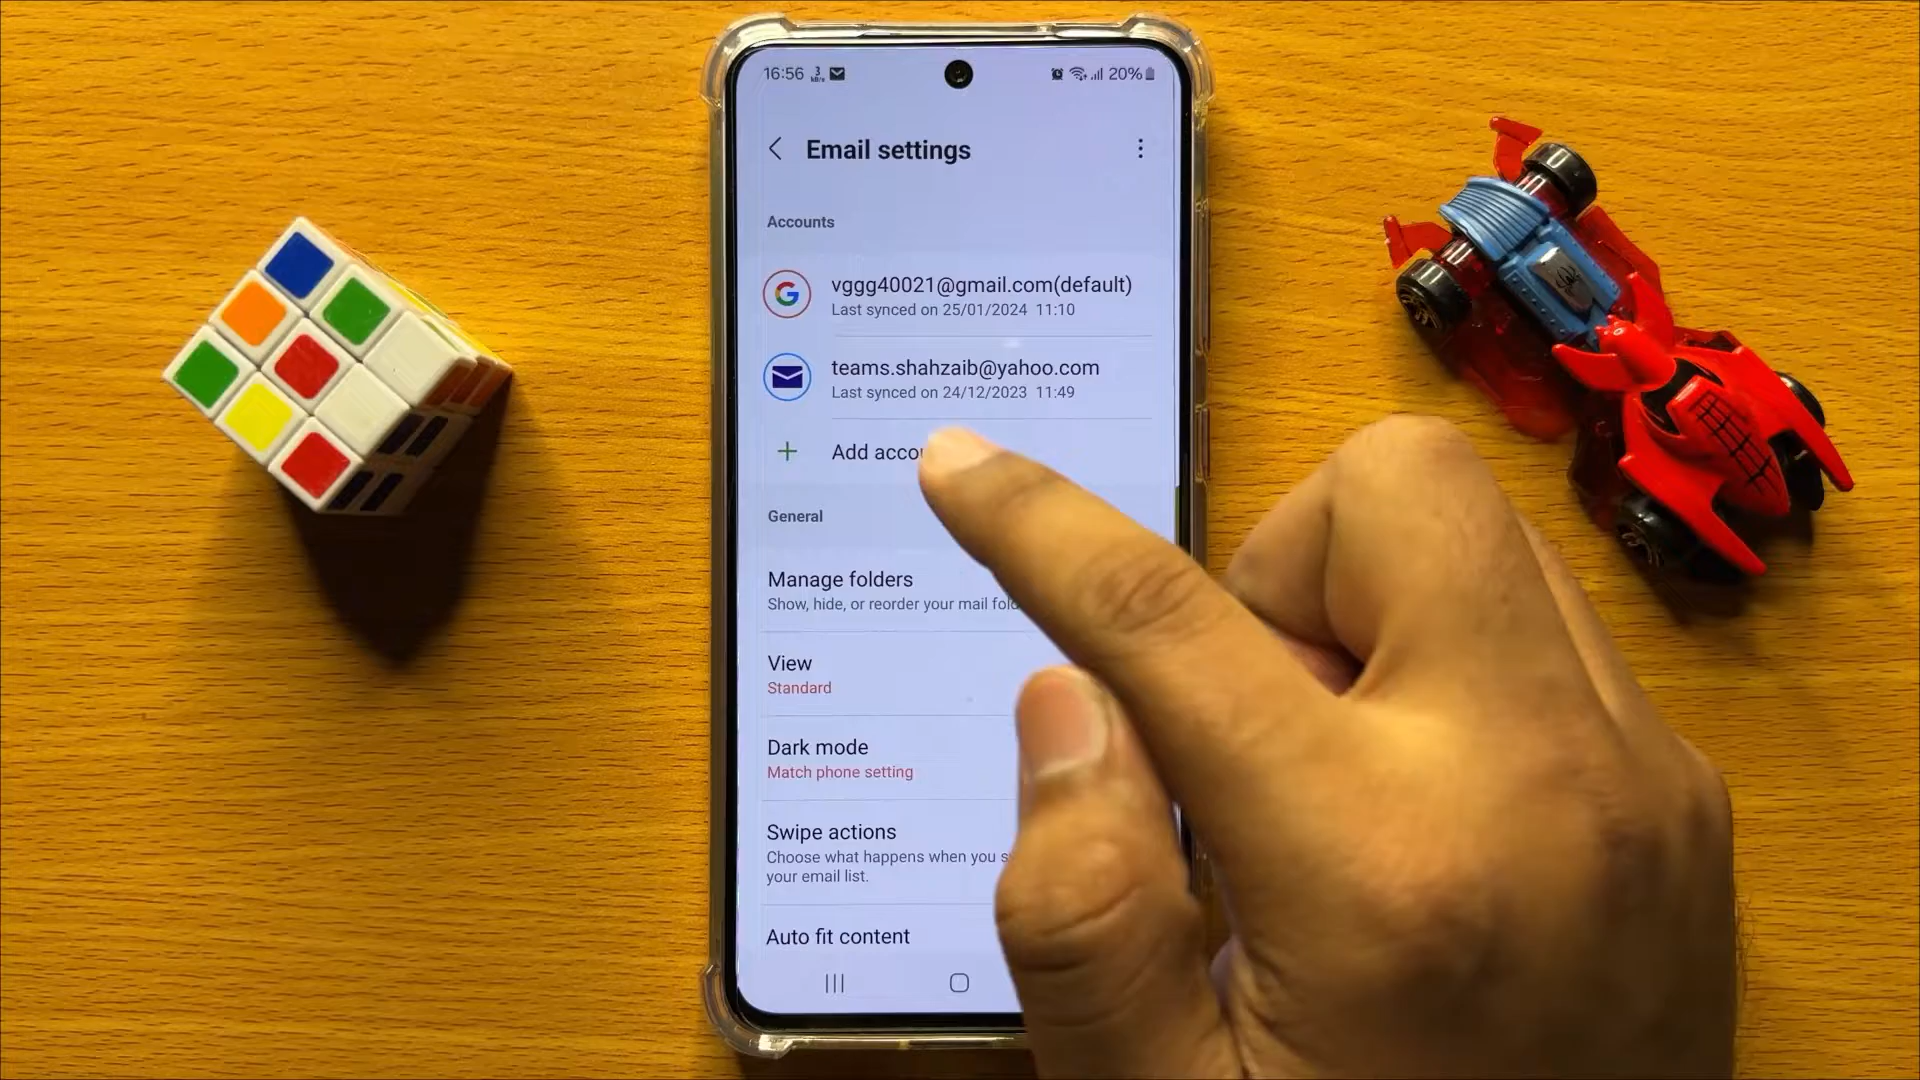 16:56 3 kB/s 20%
Email settings
Accounts
vggg40021@gmail.com(default)
Last synced on 25/01/2024 11:10
teams.shahzaib@yahoo.com
Last synced on 24/12/2023 11:49
Add accou
General
Manage folders
Show, hide, or reorder your mail fold
View
Standard
Dark mode
Match phone setting
Swipe actions
Choose what happens when you s
your email list.
Auto fit content